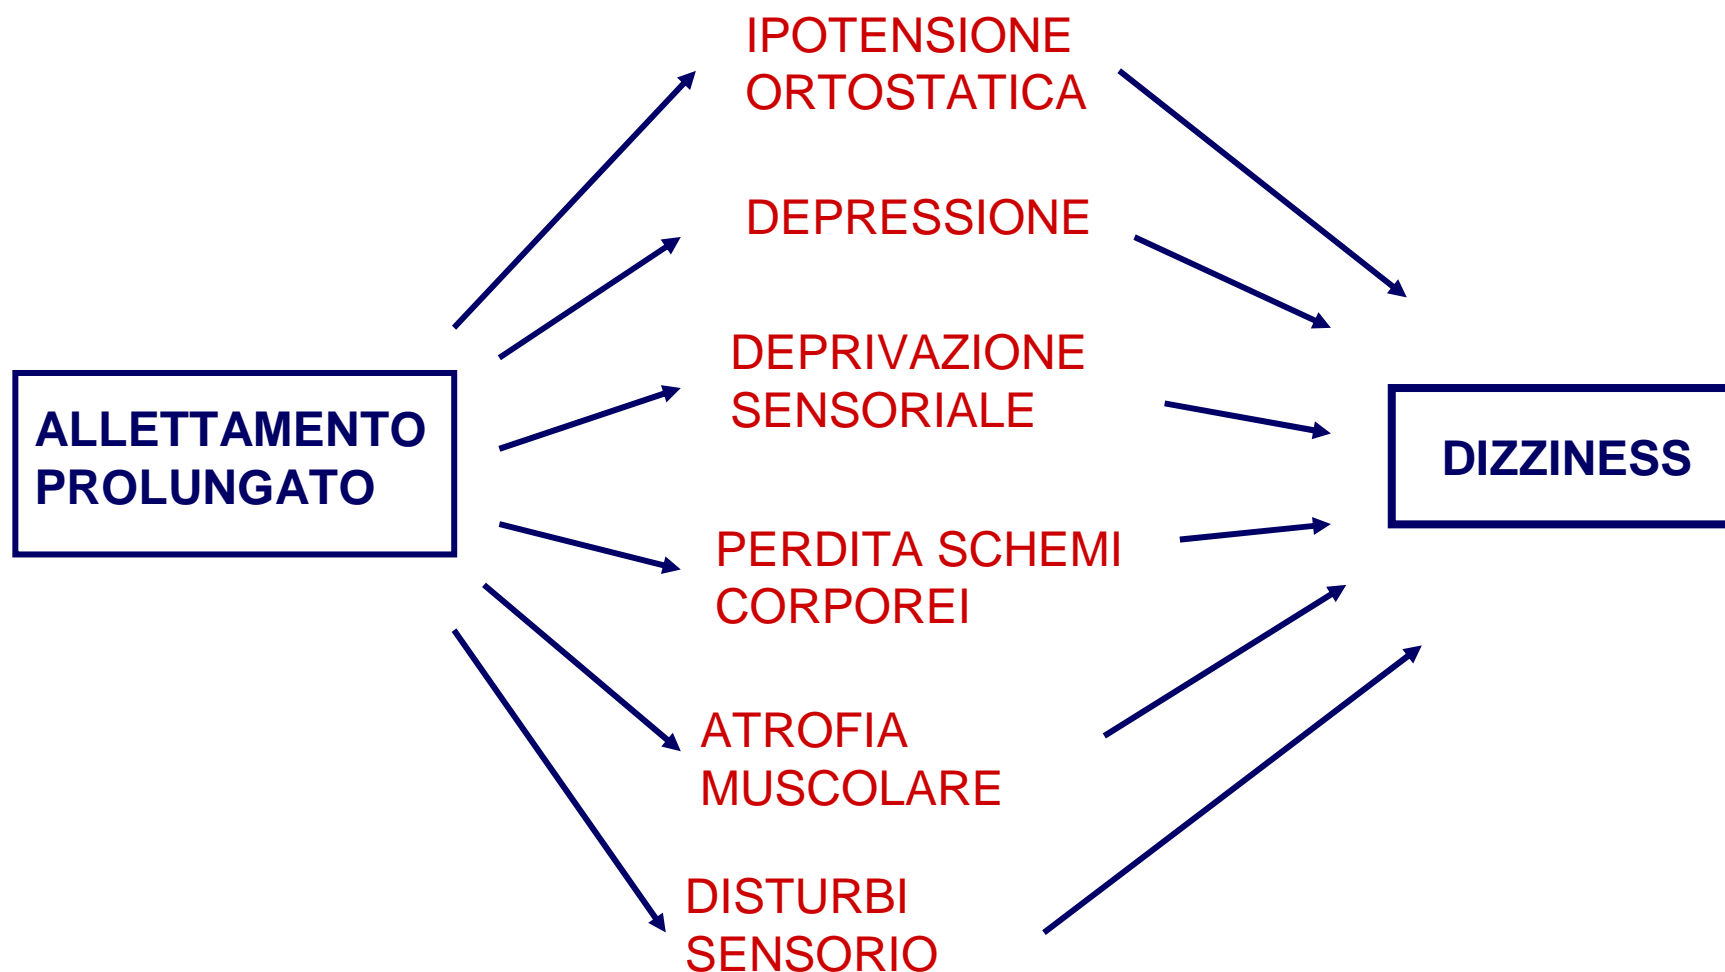 IPOTENSIONE
ORTOSTATICA
DEPRESSIONE
DEPRIVAZIONE
SENSORIALE
ALLETTAMENTO
PROLUNGATO
DIZZINESS
PERDITA SCHEMI
CORPOREI
ATROFIA
MUSCOLARE
DISTURBI
SENSORIO